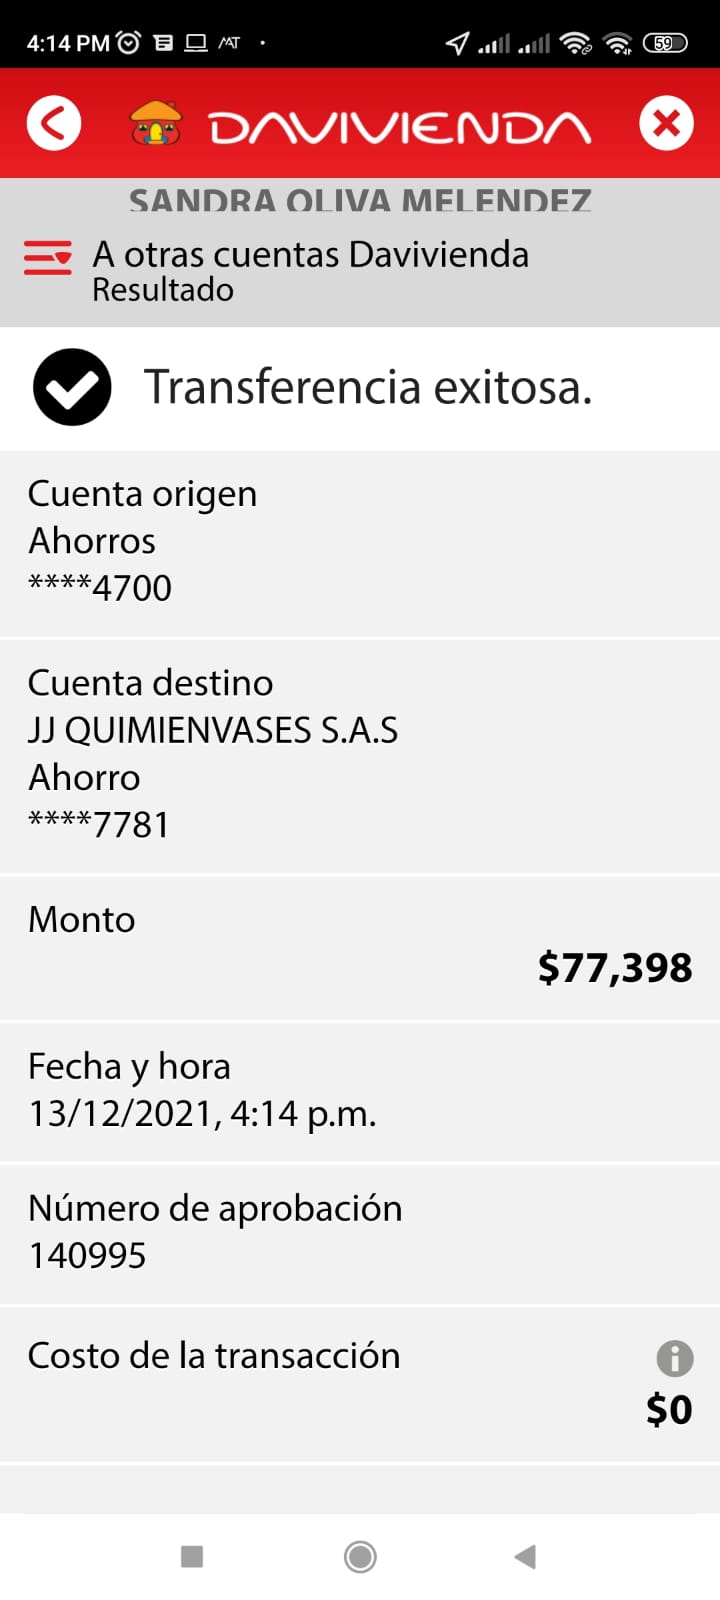 4:14 PM
59
DAVIVIENDA
SANDRA OLIVA MELENDEZ
A otras cuentas Davivienda
Resultado
Transferencia exitosa.
Cuenta origen
Ahorros
****4700
Cuenta destino
JJ QUIMIENVASES S.A.S
Ahorro
****7781
Monto
$77,398
Fecha y hora
13/12/2021, 4:14 p.m.
Número de aprobación
140995
Costo de la transacción
$0